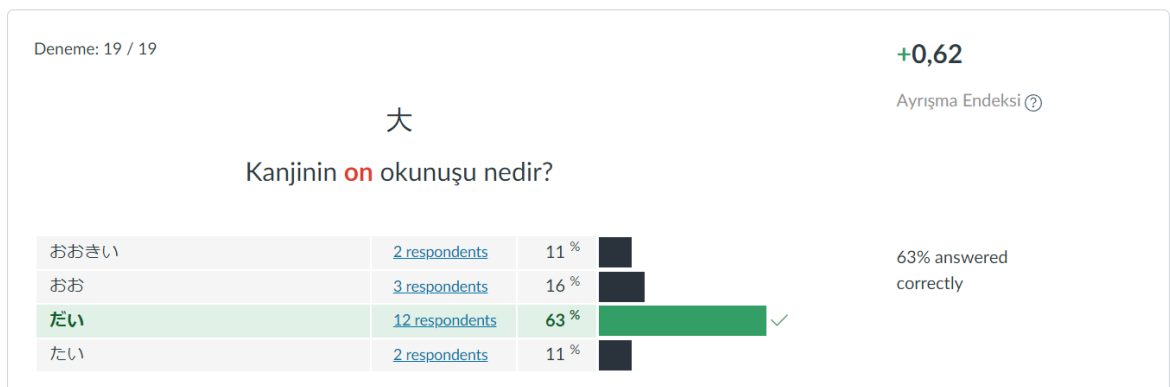 Deneme: 19 / 19
+0,62
Ayrışma Endeksi ?
大
Kanjinin on okunuşu nedir?
おおきい 2 respondents 11 %
おお 3 respondents 16 %
だい 12 respondents 63 %
たい 2 respondents 11 %
63% answered
correctly